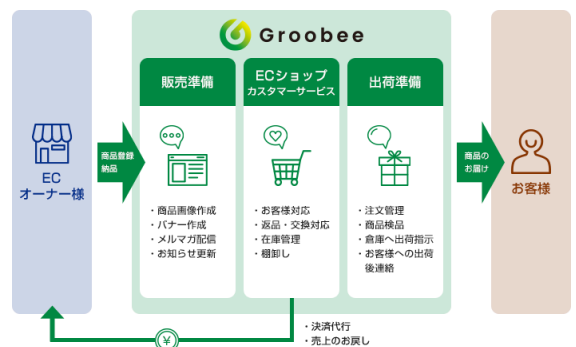 Groobee
EC
オーナー様
商品登録
納品
販売準備
・商品画像作成
・バナー作成
・メルマガ配信
・お知らせ更新
ECショップ
カスタマーサービス
・お客様対応
・返品・交換対応
・在庫管理
・棚卸し
出荷準備
・注文管理
・商品検品
・倉庫へ出荷指示
・お客様への出荷
後連絡
商品の
お届け
お客様
¥
・決済代行
・売上のお戻し